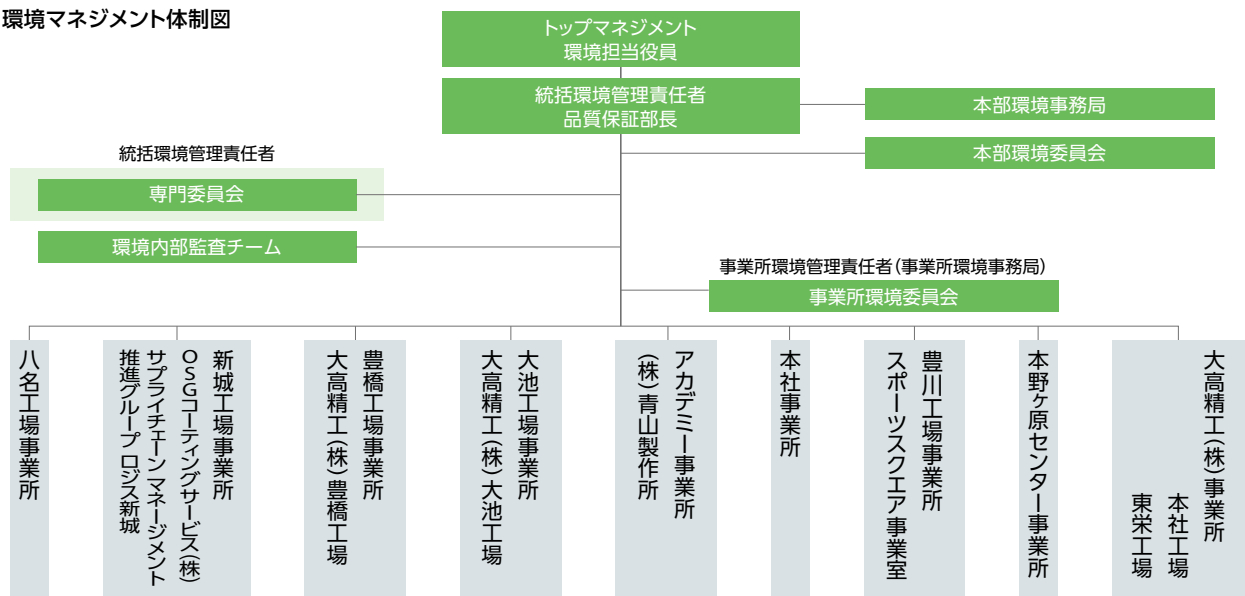 環境マネジメント体制図
トップマネジメント
環境担当役員
統括環境管理責任者
品質保証部長
本部環境事務局
本部環境委員会
統括環境管理責任者
専門委員会
環境内部監査チーム
事業所環境管理責任者(事業所環境事務局)
事業所環境委員会
八名工場事業所
新城工場事業所
OSGコーティングサービス(株)
サプライチェーン マネージメント
推進グループ ロジス新城
豊橋工場事業所
大高精工(株)豊橋工場
大池工場事業所
大高精工(株)大池工場
アカデミー事業所
(株)青山製作所
本社事業所
豊川工場事業所
スポーツスクエア事業室
本野ヶ原センター事業所
大高精工(株)事業所
本社工場
東栄工場